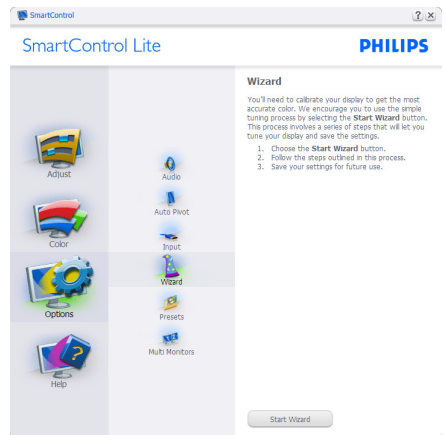 SmartControl
SmartControl Lite
PHILIPS
Adjust
Color
Options
Help
Audio
Auto Pivot
Input
Wizard
Presets
Multi Monitors
Wizard
You'll need to calibrate your display to get the most
accurate color. We encourage you to use the simple
tuning process by selecting the Start Wizard button.
This process involves a series of steps that will let you
tune your display and save the settings.
1. Choose the Start Wizard button.
2. Follow the steps outlined in this process.
3. Save your settings for future use.
Start Wizard